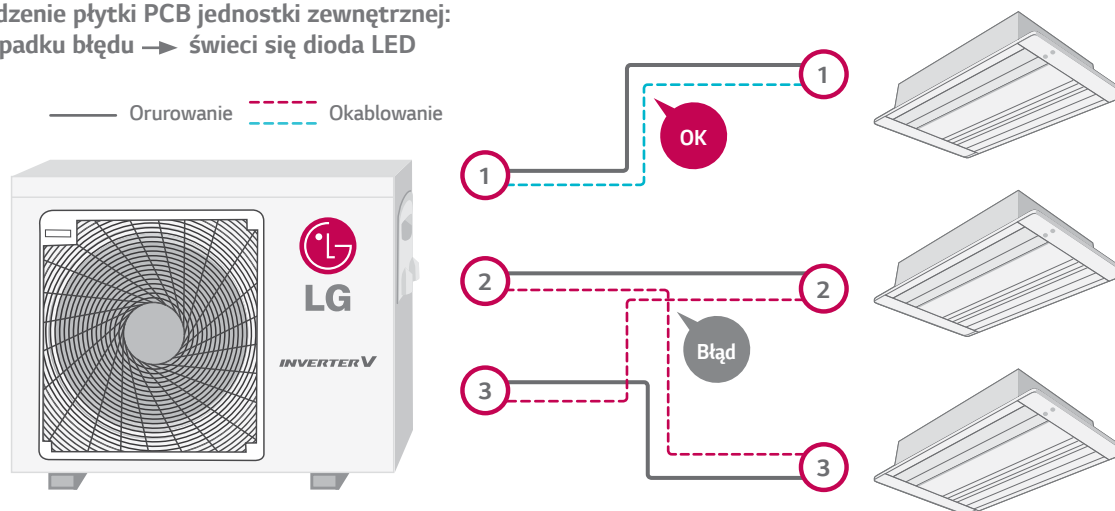 dzenie płytki PCB jednostki zewnętrznej:
padku błędu → świeci się dioda LED
Orurowanie
Okablowanie
1
OK
1
LG
2
2
INVERTER V
Błąd
3
3